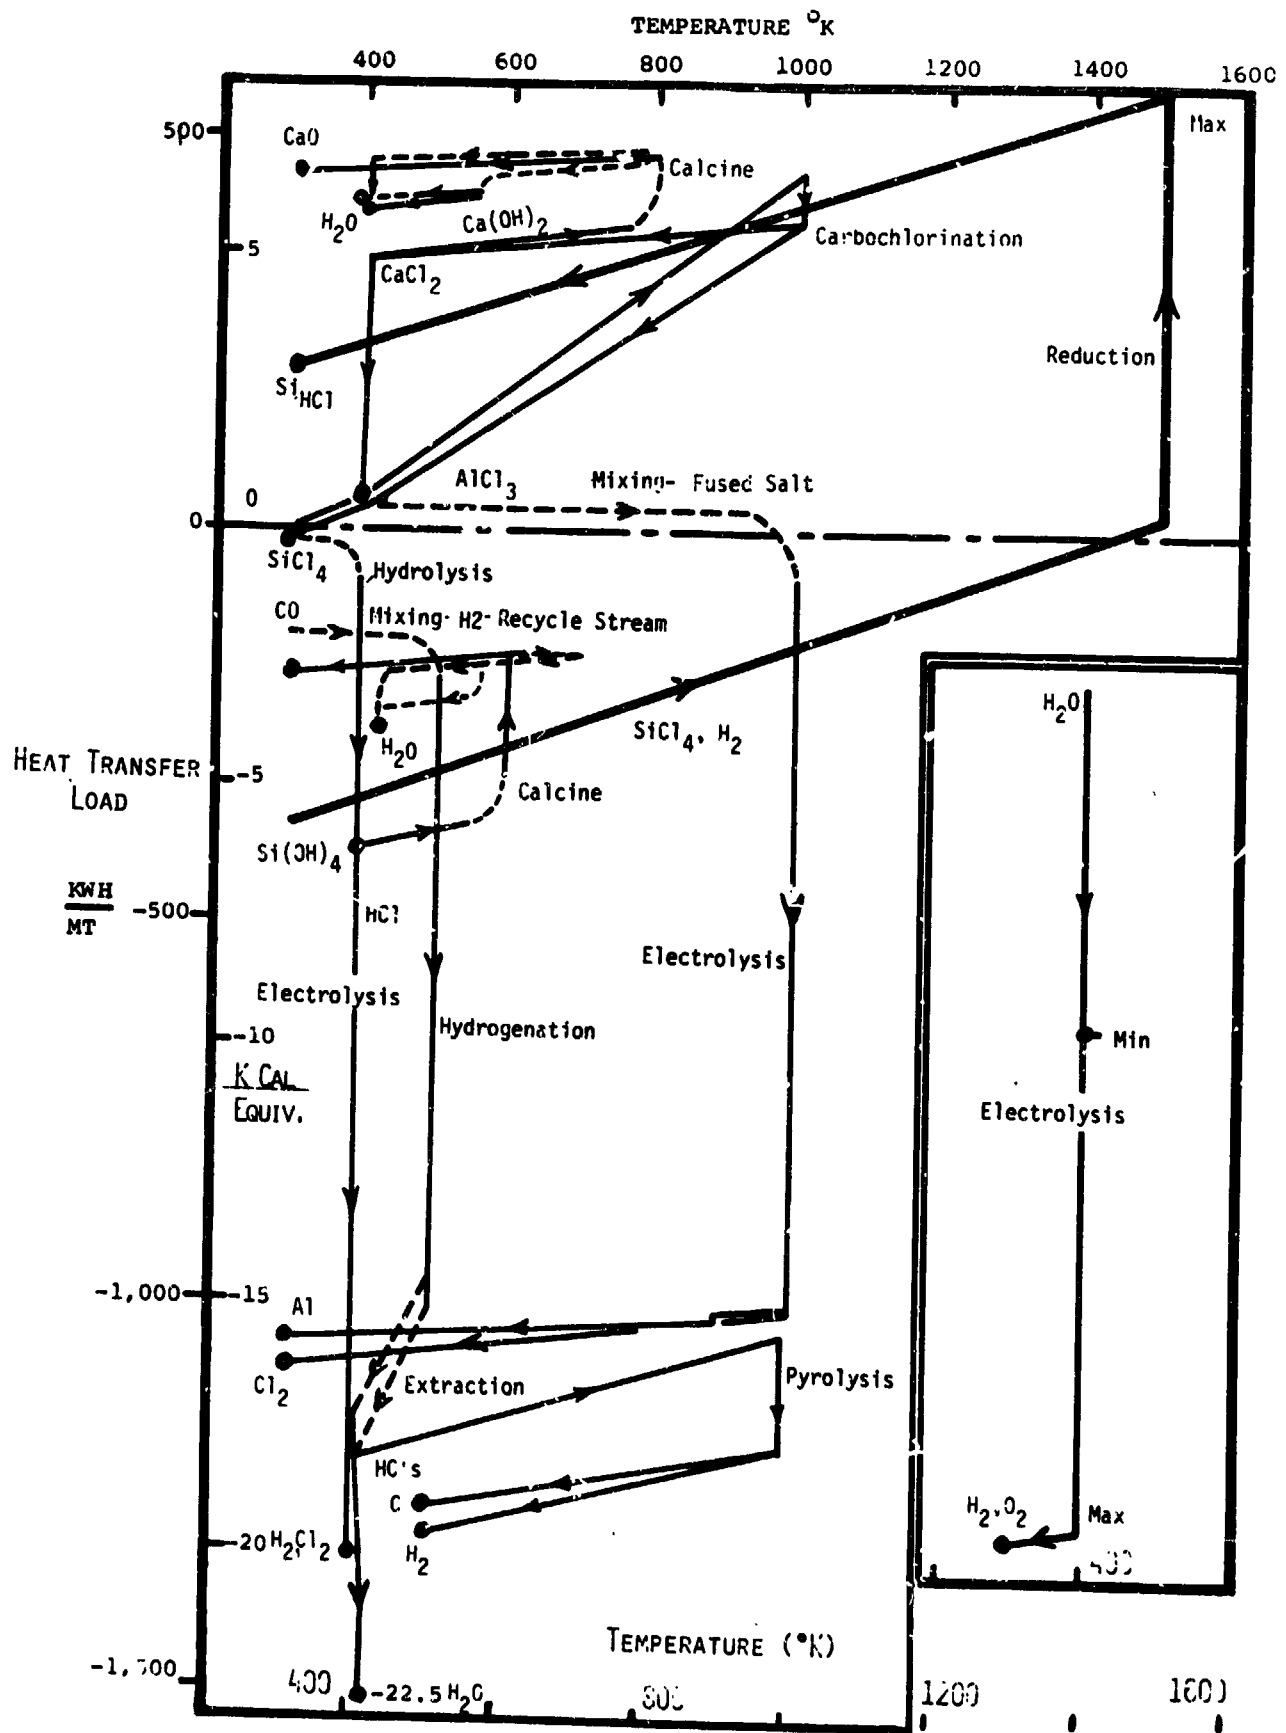 TEMPERATURE °K
400 600 800 1000 1200 1400 1600
Max
500
CaO
Calcine
H2O
Ca(OH)2
Carbochlorination
5
CaCl2
Reduction
SiHCl
AlCl3
Mixing- Fused Salt
0
0
SiCl4
Hydrolysis
CO
Mixing- H2- Recycle Stream
H2O
SiCl4, H2
H2O
HEAT TRANSFER
LOAD
-5
Calcine
Si(OH)4
KWH
MT
-500
HCl
Electrolysis
Electrolysis
-10
Hydrogenation
Min
K CAL
EQUIV.
Electrolysis
-1,000
-15
Al
Cl2
Extraction
Pyrolysis
HC's
C
H2
-20
H2,Cl2
H2,O2
Max
400
TEMPERATURE (°K)
400
-22.5 H2O
800
1200